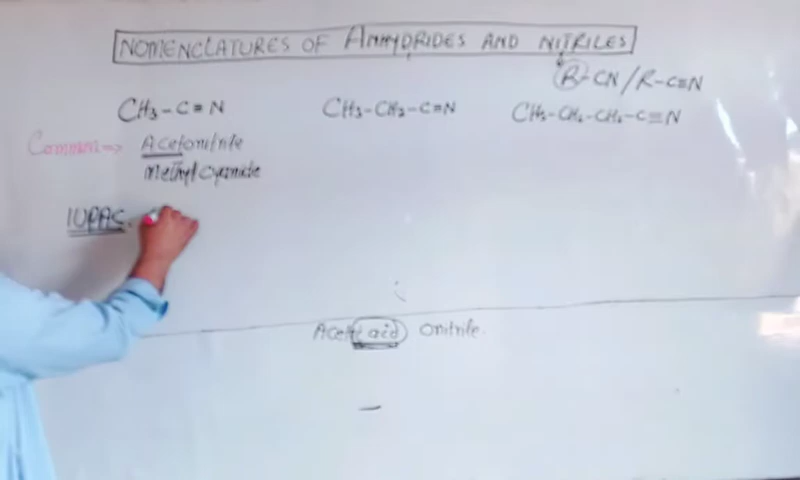 NOMENCLATURES OF ANHYDRIDES AND NITRILES
R-CN / R-C≡N
CH3-C≡N CH3-CH2-C≡N CH3-CH2-CH2-C≡N
Common=> Acetonitrile
Methyl Cyanide
IUPAC.
Acetic acid onitrile.